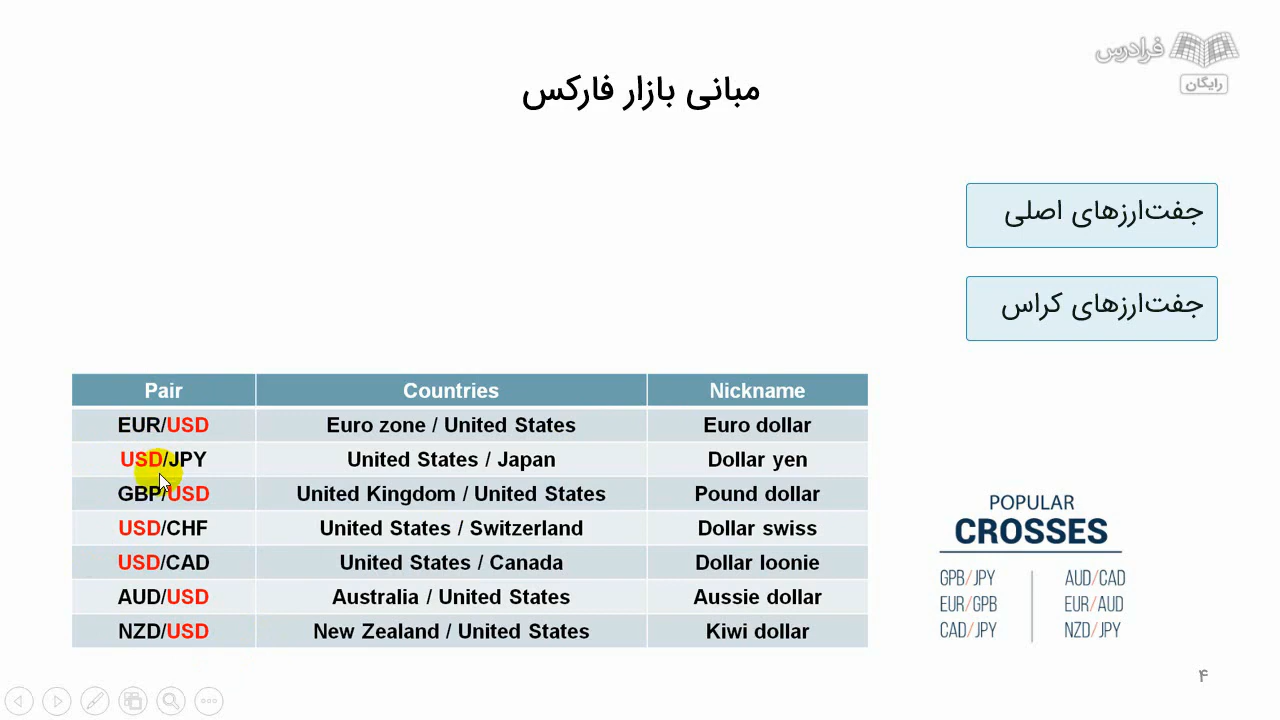 فرادرس
رایگان
مبانی بازار فارکس
جفت‌ارزهای اصلی
جفت‌ارزهای کراس
Pair Countries Nickname
EUR/USD Euro zone / United States Euro dollar
USD/JPY United States / Japan Dollar yen
GBP/USD United Kingdom / United States Pound dollar
USD/CHF United States / Switzerland Dollar swiss
USD/CAD United States / Canada Dollar loonie
AUD/USD Australia / United States Aussie dollar
NZD/USD New Zealand / United States Kiwi dollar
POPULAR
CROSSES
GPB/JPY AUD/CAD
EUR/GPB EUR/AUD
CAD/JPY NZD/JPY
۴